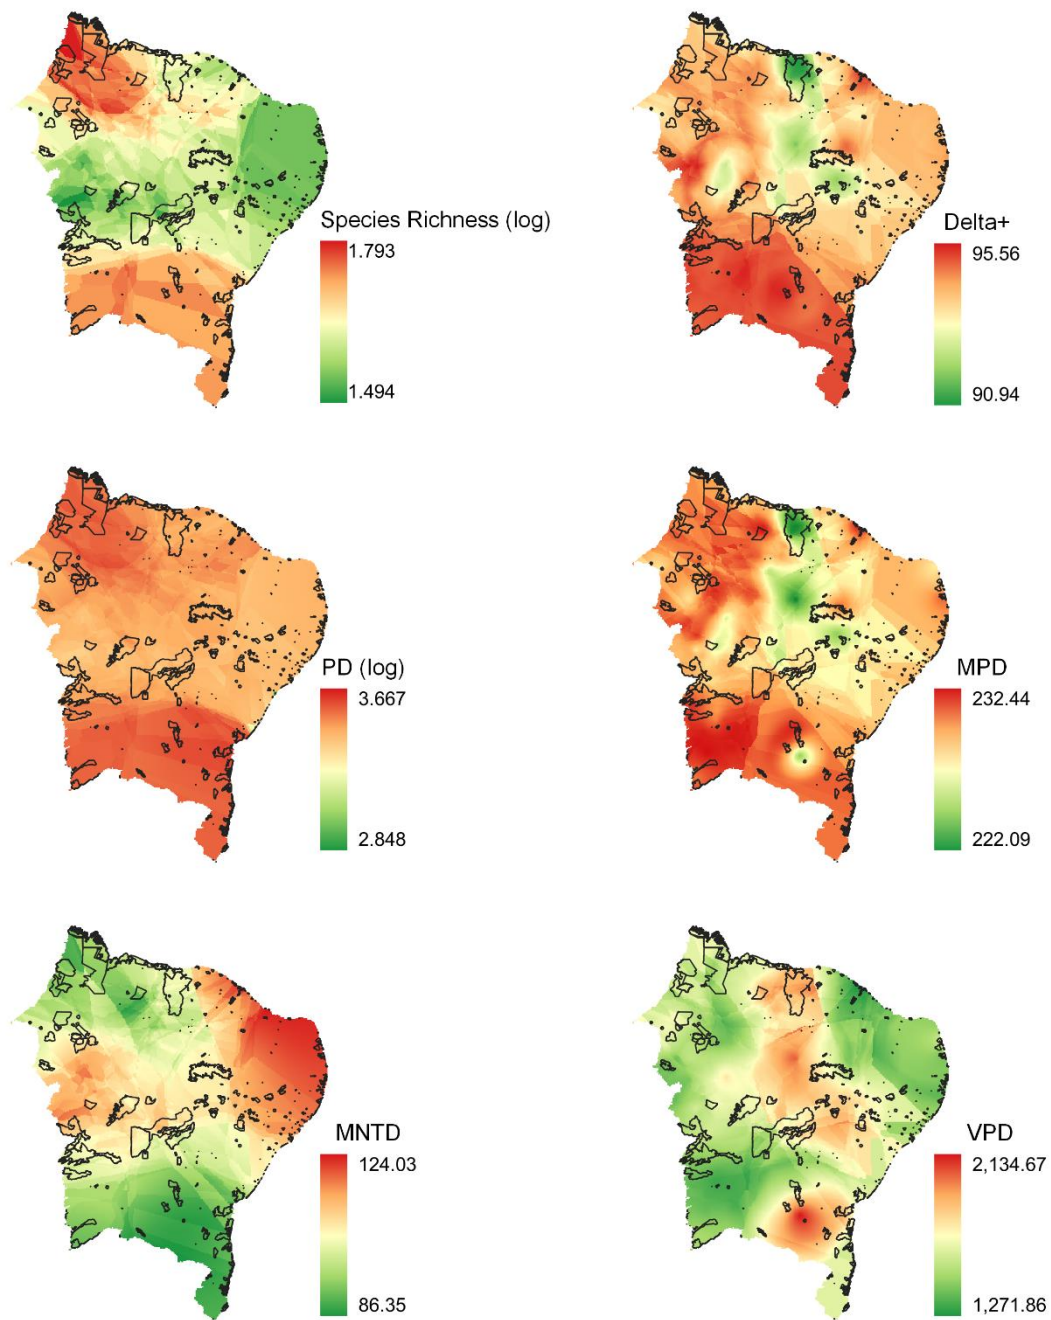 Species Richness (log)
1.793
1.494
Delta+
95.56
90.94
PD (log)
3.667
2.848
MPD
232.44
222.09
MNTD
124.03
86.35
VPD
2,134.67
1,271.86